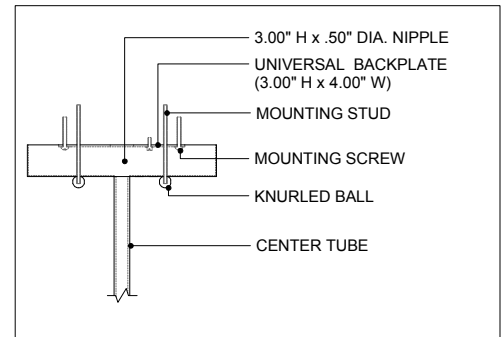 3.00" H x .50" DIA. NIPPLE
UNIVERSAL BACKPLATE
(3.00" H x 4.00" W)
MOUNTING STUD
MOUNTING SCREW
KNURLED BALL
CENTER TUBE